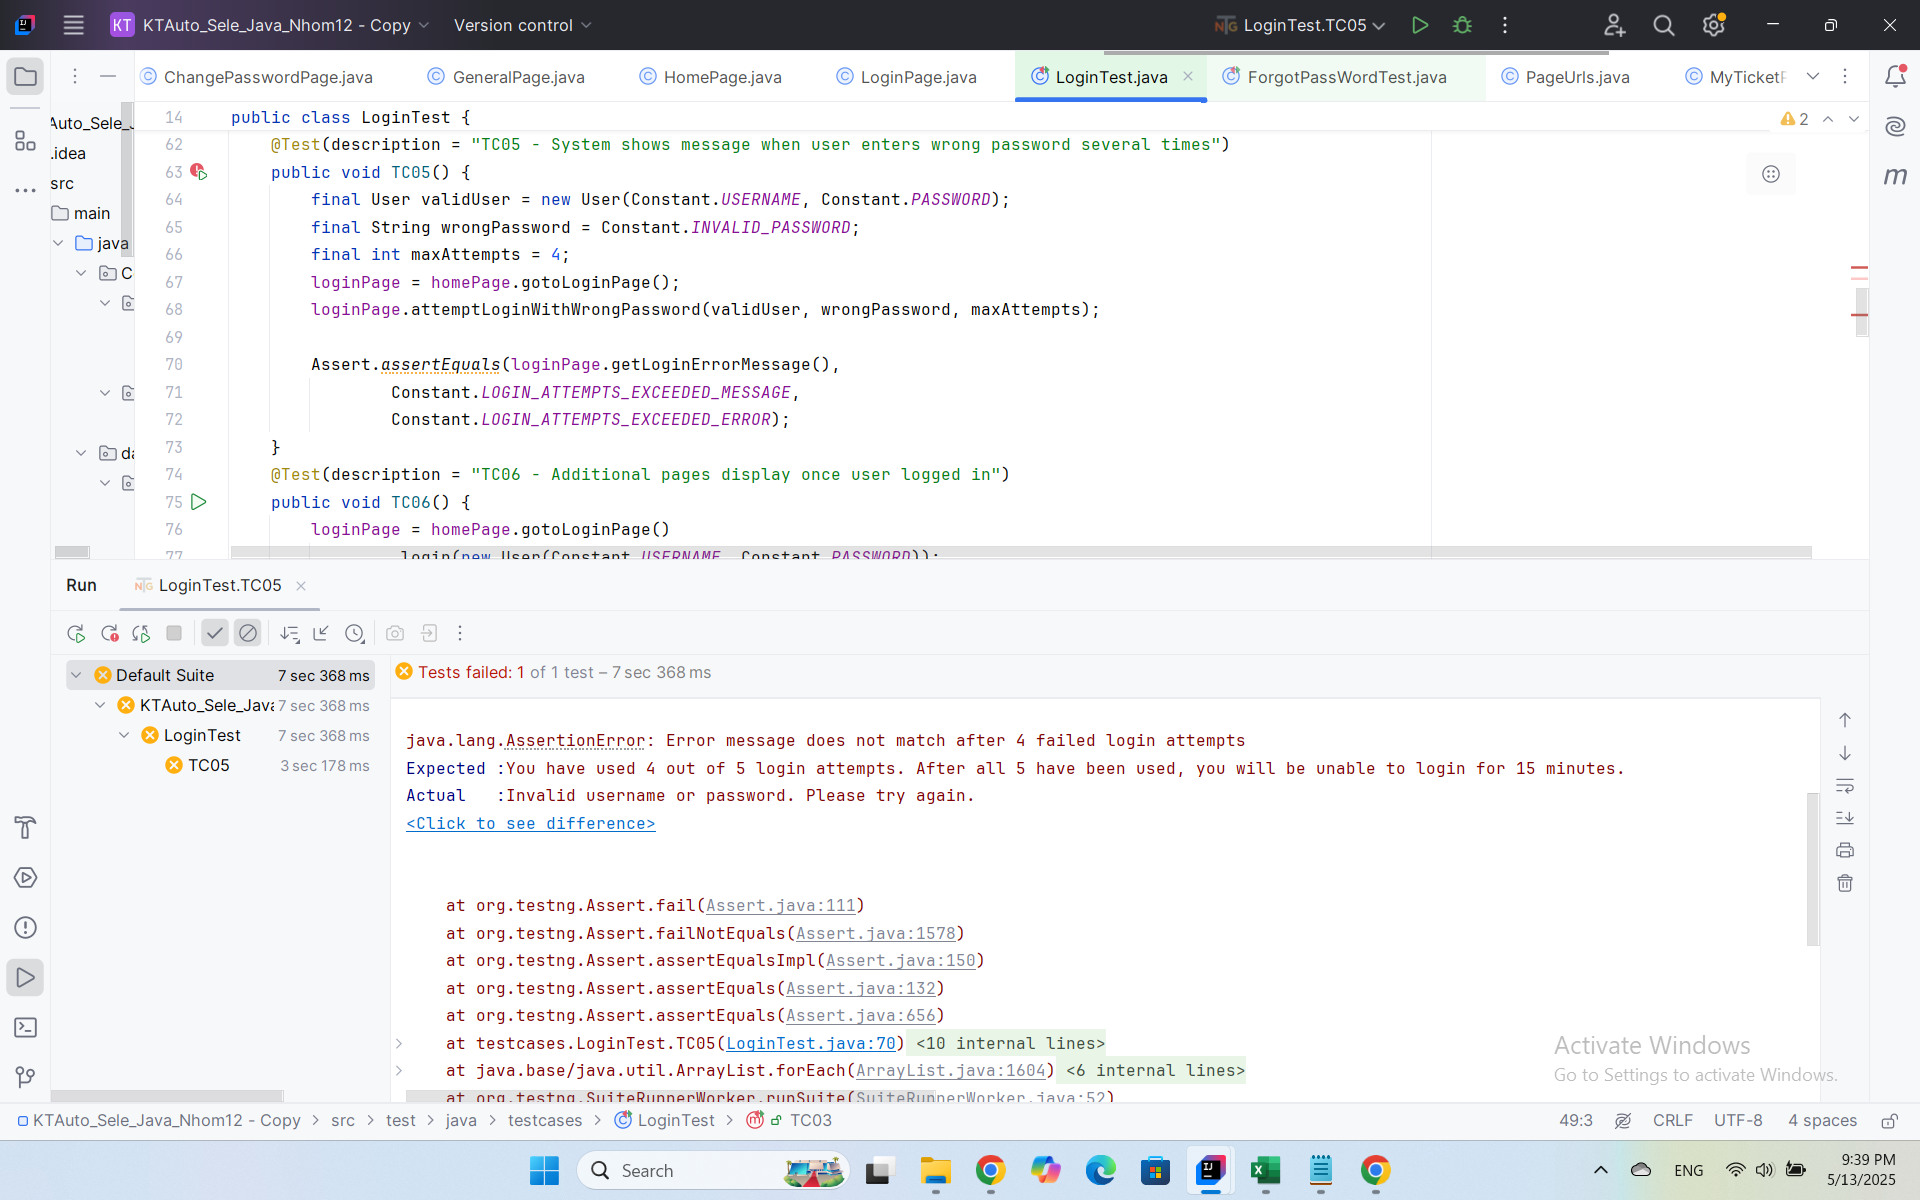 KT KTAuto_Sele_Java_Nhom12 - Copy Version control LoginTest.TC05
ChangePasswordPage.java GeneralPage.java HomePage.java LoginPage.java LoginTest.java ForgotPassWordTest.java PageUrls.java MyTicketP
Auto_Sele_J
.idea
src
main
java
C
da
2
14 public class LoginTest {
62 @Test(description = "TC05 - System shows message when user enters wrong password several times")
63 public void TC05() {
64 final User validUser = new User(Constant.USERNAME, Constant.PASSWORD);
65 final String wrongPassword = Constant.INVALID_PASSWORD;
66 final int maxAttempts = 4;
67 loginPage = homePage.gotoLoginPage();
68 loginPage.attemptLoginWithWrongPassword(validUser, wrongPassword, maxAttempts);
69
70 Assert.assertEquals(loginPage.getLoginErrorMessage(),
71 Constant.LOGIN_ATTEMPTS_EXCEEDED_MESSAGE,
72 Constant.LOGIN_ATTEMPTS_EXCEEDED_ERROR);
73 }
74 @Test(description = "TC06 - Additional pages display once user logged in")
75 public void TC06() {
76 loginPage = homePage.gotoLoginPage()
77 .login(new User(Constant.USERNAME, Constant.PASSWORD));
Run LoginTest.TC05
Default Suite 7 sec 368 ms
KTAuto_Sele_Java 7 sec 368 ms
LoginTest 7 sec 368 ms
TC05 3 sec 178 ms
Tests failed: 1 of 1 test – 7 sec 368 ms
java.lang.AssertionError: Error message does not match after 4 failed login attempts
Expected :You have used 4 out of 5 login attempts. After all 5 have been used, you will be unable to login for 15 minutes.
Actual :Invalid username or password. Please try again.
<Click to see difference>
at org.testng.Assert.fail(Assert.java:111)
at org.testng.Assert.failNotEquals(Assert.java:1578)
at org.testng.Assert.assertEqualsImpl(Assert.java:150)
at org.testng.Assert.assertEquals(Assert.java:132)
at org.testng.Assert.assertEquals(Assert.java:656)
at testcases.LoginTest.TC05(LoginTest.java:70) <10 internal lines>
at java.base/java.util.ArrayList.forEach(ArrayList.java:1604) <6 internal lines>
at org.testng.SuiteRunnerWorker.runSuite(SuiteRunnerWorker.java:52)
Activate Windows
Go to Settings to activate Windows.
KTAuto_Sele_Java_Nhom12 - Copy > src > test > java > testcases > LoginTest > TC03 49:3 CRLF UTF-8 4 spaces
Search ENG 9:39 PM
5/13/2025